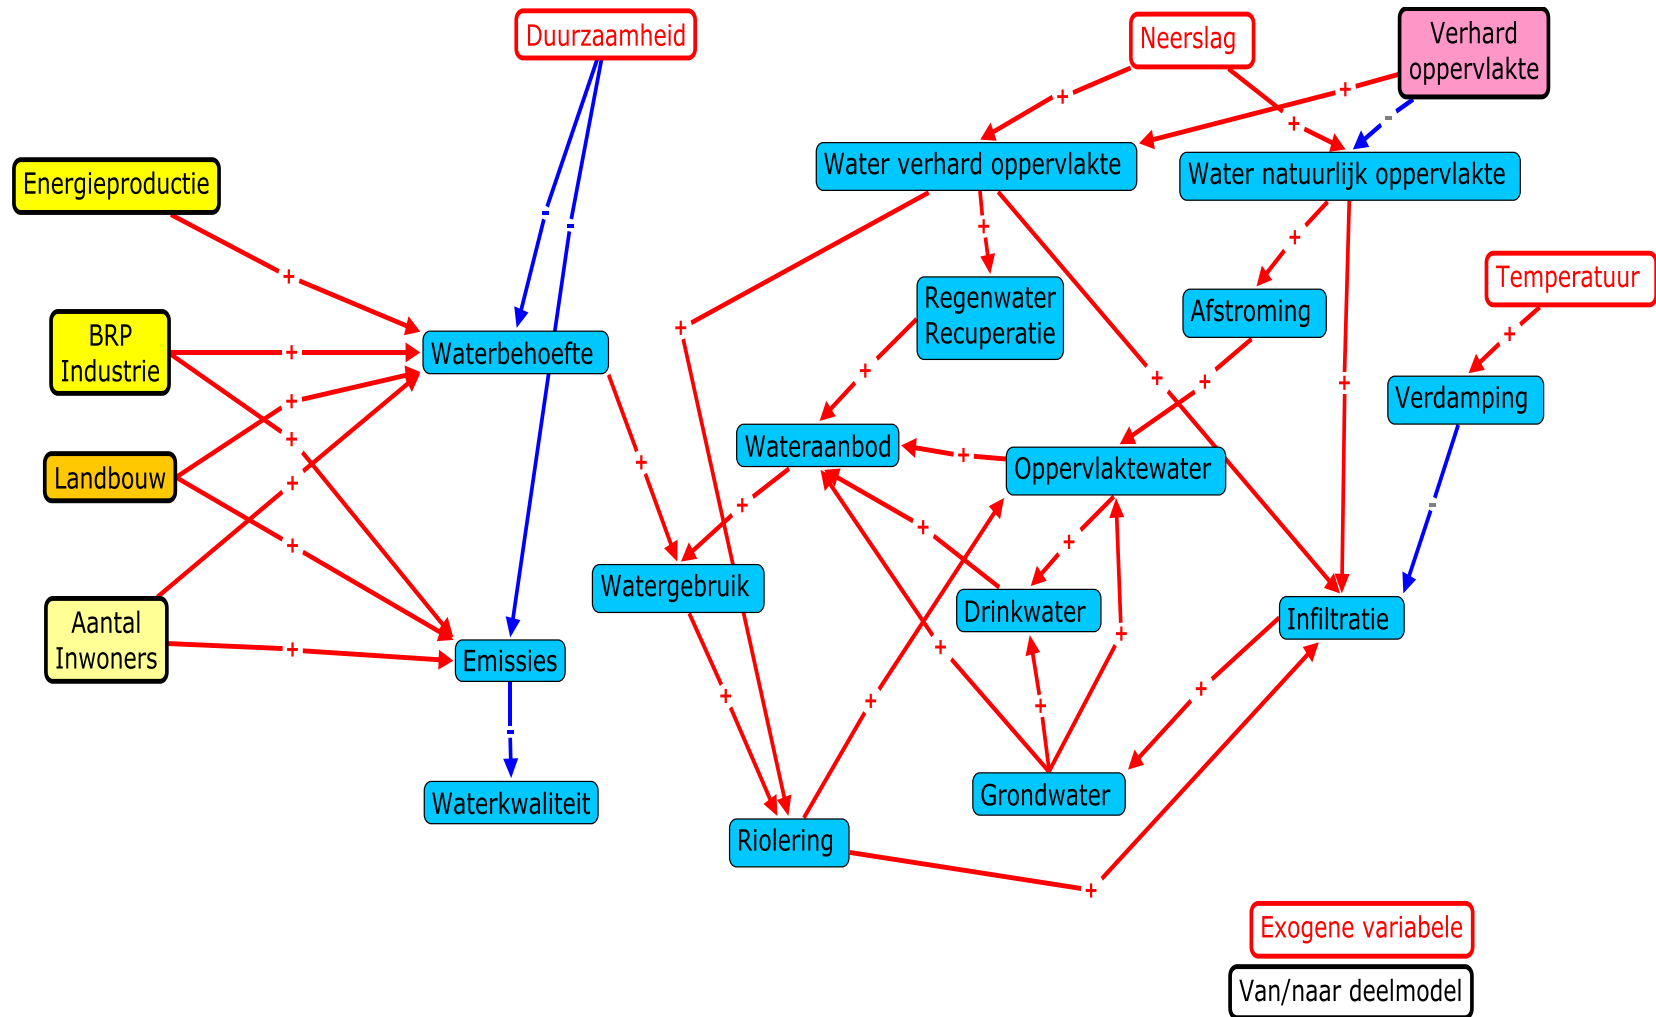 Duurzaamheid
Neerslag
Verhard
oppervlakte
Energieproductie
Water verhard oppervlakte
Water natuurlijk oppervlakte
Temperatuur
Regenwater
Recuperatie
Afstroming
BRP
Industrie
Waterbehoefte
Verdamping
Wateraanbod
Oppervlaktewater
Landbouw
Watergebruik
Drinkwater
Infiltratie
Aantal
Inwoners
Emissies
Waterkwaliteit
Grondwater
Riolering
Exogene variabele
Van/naar deelmodel